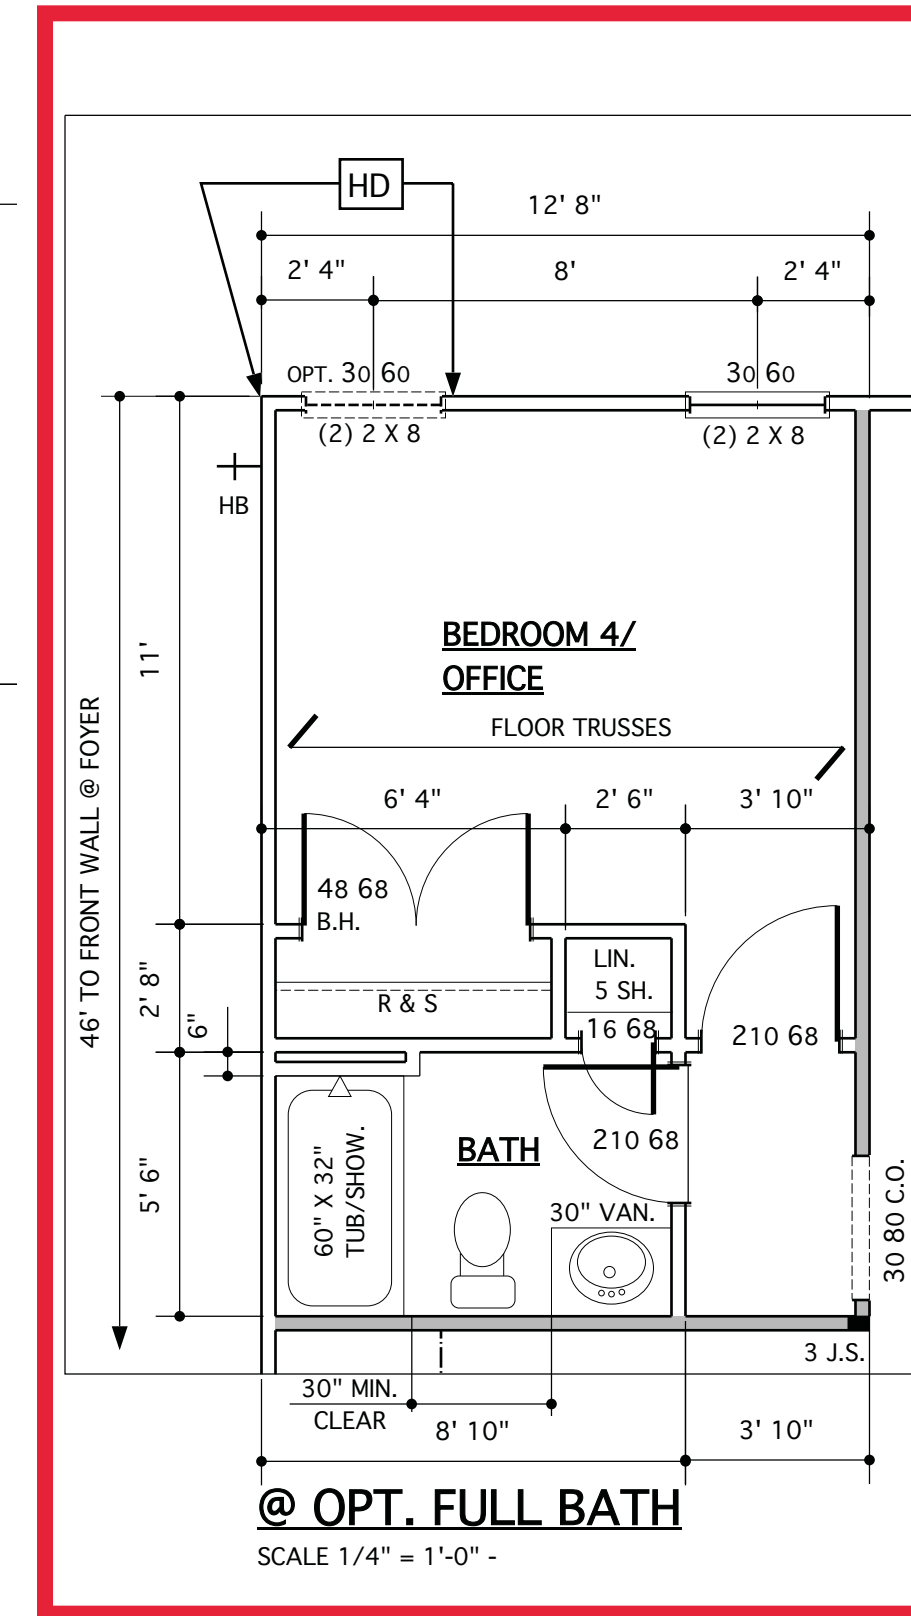 HD
12' 8"
2' 4"
8'
2' 4"
OPT. 30 60
30 60
(2) 2 X 8
(2) 2 X 8
HB
11'
BEDROOM 4/
OFFICE
FLOOR TRUSSES
46' TO FRONT WALL @ FOYER
6' 4"
2' 6"
3' 10"
48 68
B.H.
LIN.
5 SH.
2' 8"
R & S
6"
16 68
210 68
BATH
210 68
60" X 32"
TUB/SHOW.
5' 6"
30" VAN.
30 80 C.O.
3 J.S.
30" MIN.
CLEAR
8' 10"
3' 10"
@ OPT. FULL BATH
SCALE 1/4" = 1'-0" -